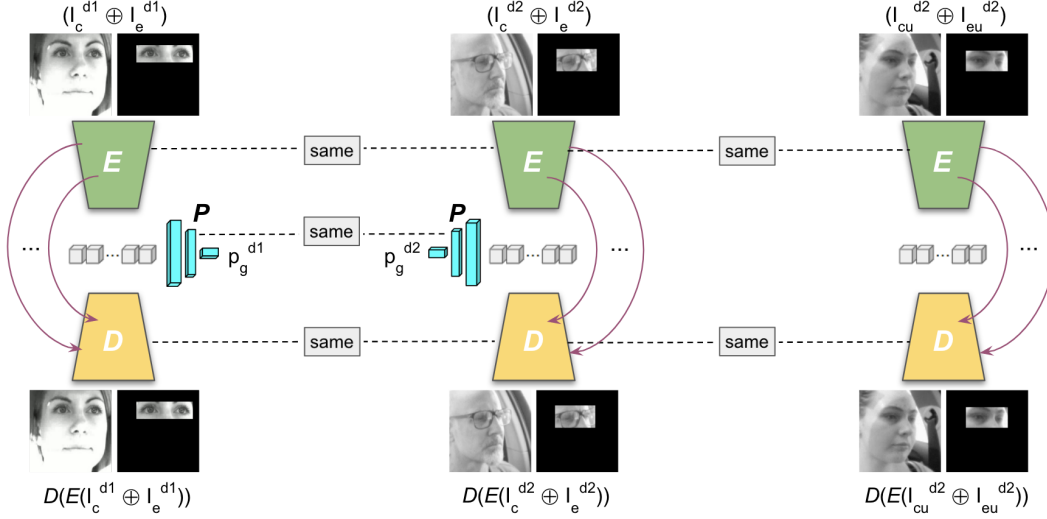 (I_c^d1 ⊕ I_e^d1) (I_c^d2 ⊕ I_e^d2) (I_cu^d2 ⊕ I_eu^d2)
E same E same E
P same P
... p_g^d1 p_g^d2 ... ...
... ... ...
D same D same D
D(E(I_c^d1 ⊕ I_e^d1)) D(E(I_c^d2 ⊕ I_e^d2)) D(E(I_cu^d2 ⊕ I_eu^d2))